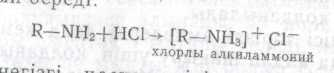 береді.
R—NH₂+HCl → [R—NH₃]⁺Cl⁻
хлорлы алкиламмоний